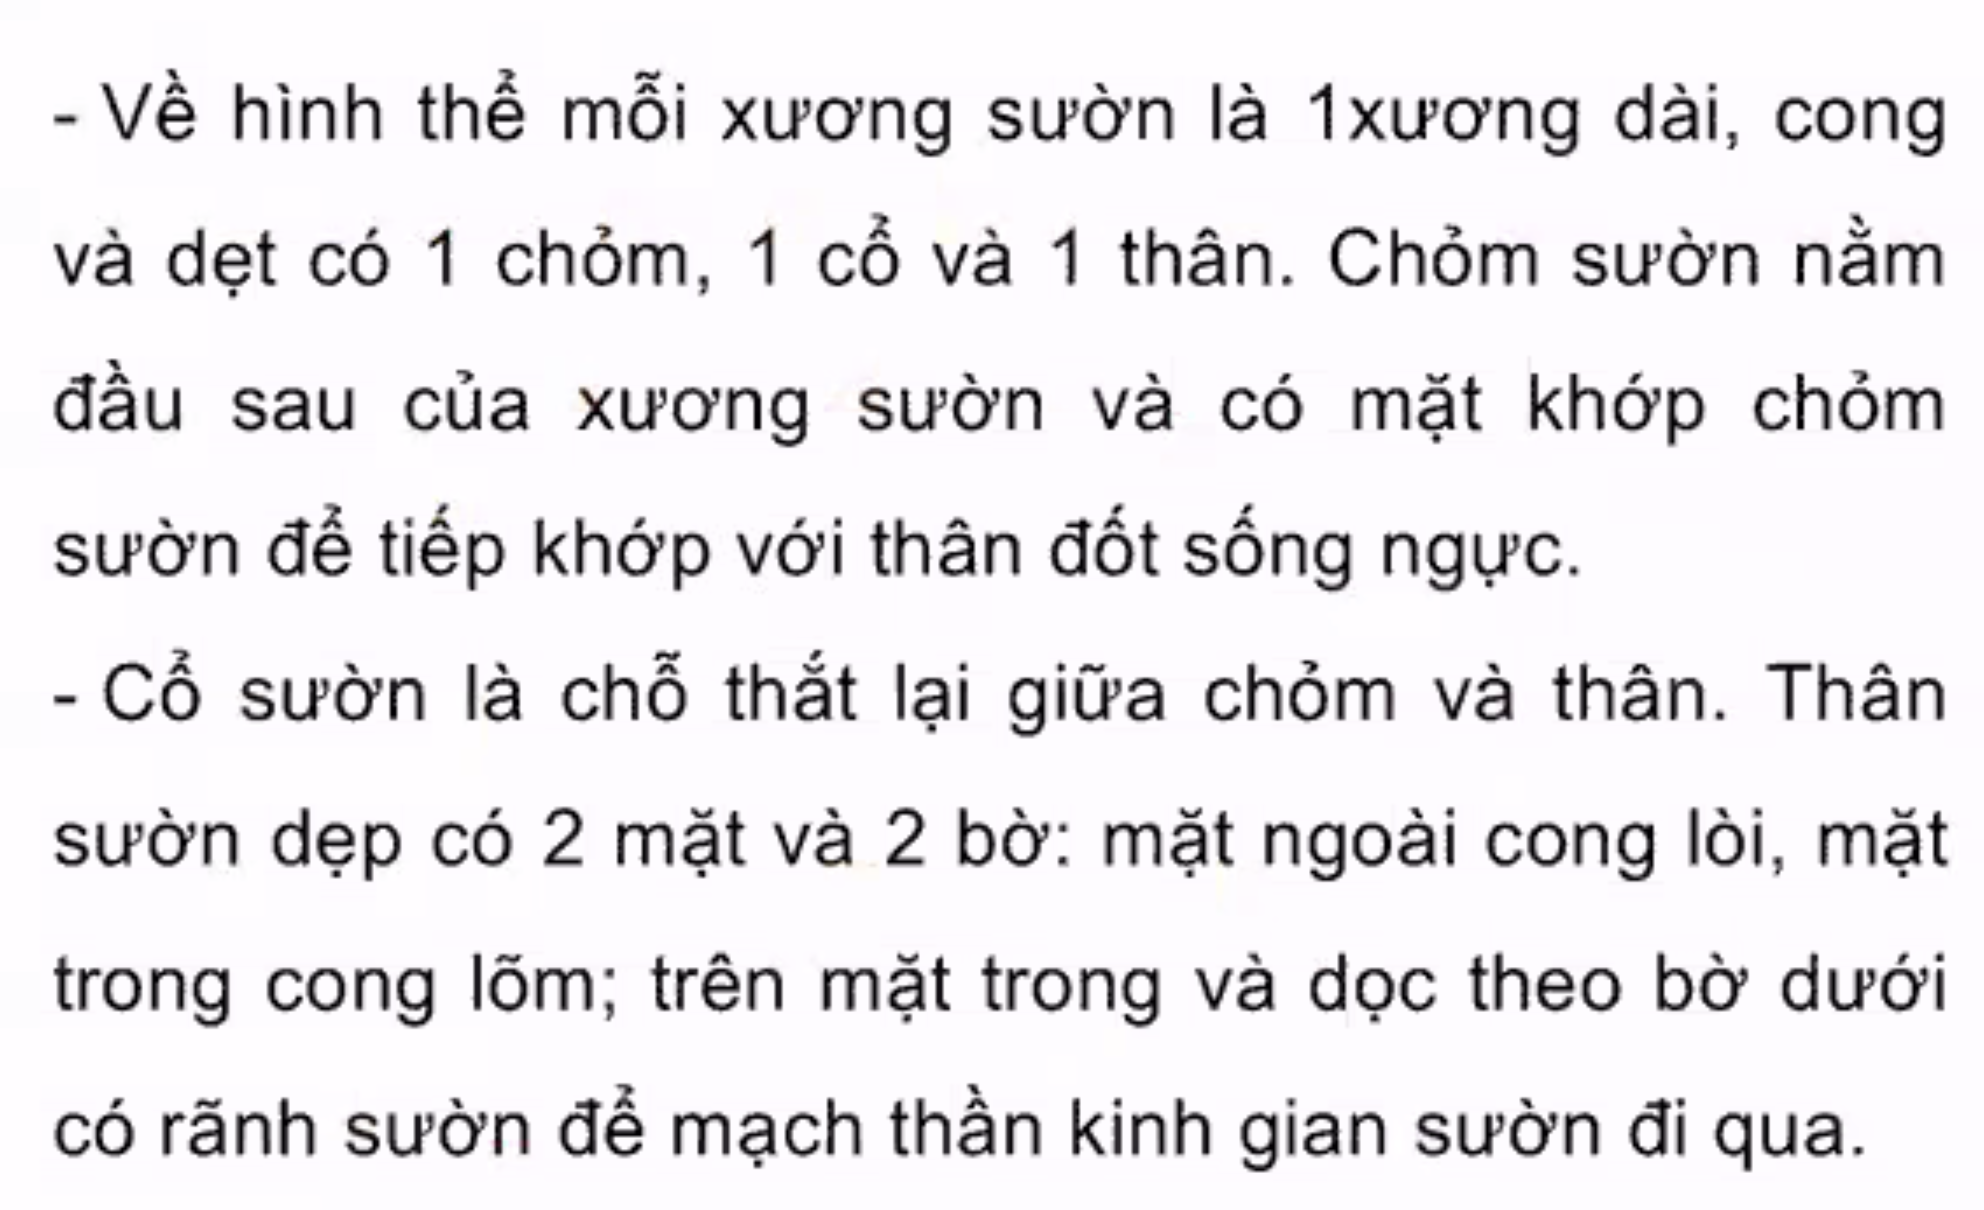 - Về hình thể mỗi xương sườn là 1xương dài, cong
và dẹt có 1 chỏm, 1 cổ và 1 thân. Chỏm sườn nằm
đầu sau của xương sườn và có mặt khớp chỏm
sườn để tiếp khớp với thân đốt sống ngực.
- Cổ sườn là chỗ thắt lại giữa chỏm và thân. Thân
sườn dẹp có 2 mặt và 2 bờ: mặt ngoài cong lòi, mặt
trong cong lõm; trên mặt trong và dọc theo bờ dưới
có rãnh sườn để mạch thần kinh gian sườn đi qua.